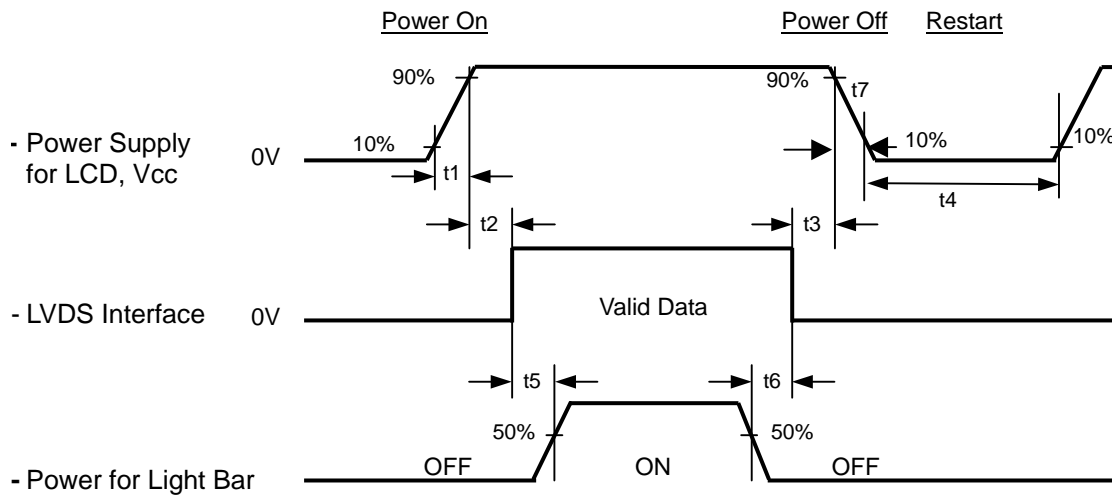 Power On Power Off Restart
90% 90% t7
- Power Supply
for LCD, Vcc
0V 10% 10% 10%
t1 t4
t2 t3
- LVDS Interface 0V Valid Data
t5 t6
50% 50%
- Power for Light Bar OFF ON OFF